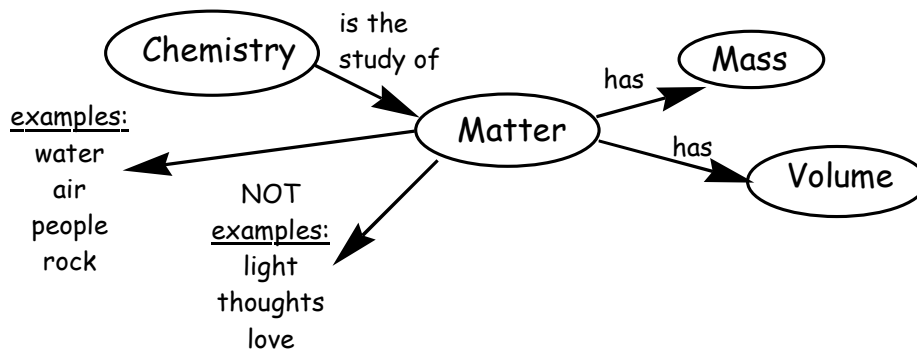 Chemistry
is the
study of
Matter
has
Mass
has
Volume
examples:
water
air
people
rock
NOT
examples:
light
thoughts
love